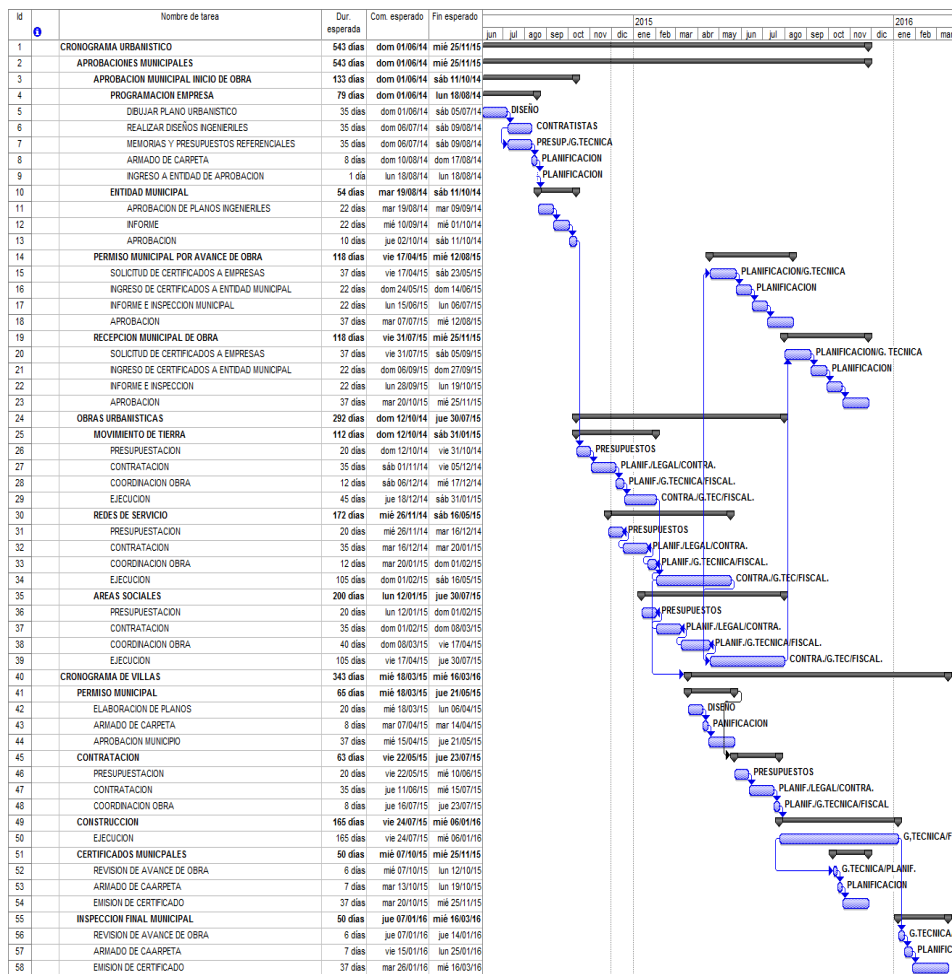 Id Nombre de tarea Dur. esperada Com. esperado Fin esperado
2015 2016
jun jul ago sep oct nov dic ene feb mar abr may jun jul ago sep oct nov dic ene feb mar
1 CRONOGRAMA URBANISTICO 543 días dom 01/06/14 mié 25/11/15
2 APROBACIONES MUNICIPALES 543 días dom 01/06/14 mié 25/11/15
3 APROBACION MUNICIPAL INICIO DE OBRA 133 días dom 01/06/14 sáb 11/10/14
4 PROGRAMACION EMPRESA 79 días dom 01/06/14 lun 18/08/14
5 DIBUJAR PLANO URBANISTICO 35 días dom 01/06/14 sáb 05/07/14 DISEÑO
6 REALIZAR DISEÑOS INGENIERILES 35 días dom 06/07/14 sáb 09/08/14 CONTRATISTAS
7 MEMORIAS Y PRESUPUESTOS REFERENCIALES 35 días dom 06/07/14 sáb 09/08/14 PRESUP./G.TECNICA
8 ARMADO DE CARPETA 8 días dom 10/08/14 dom 17/08/14 PLANIFICACION
9 INGRESO A ENTIDAD DE APROBACION 1 día lun 18/08/14 lun 18/08/14 PLANIFICACION
10 ENTIDAD MUNICIPAL 54 días mar 19/08/14 sáb 11/10/14
11 APROBACION DE PLANOS INGENIERILES 22 días mar 19/08/14 mar 09/09/14
12 INFORME 22 días mié 10/09/14 mié 01/10/14
13 APROBACION 10 días jue 02/10/14 sáb 11/10/14
14 PERMISO MUNICIPAL POR AVANCE DE OBRA 118 días vie 17/04/15 mié 12/08/15
15 SOLICITUD DE CERTIFICADOS A EMPRESAS 37 días vie 17/04/15 sáb 23/05/15 PLANIFICACION/G.TECNICA
16 INGRESO DE CERTIFICADOS A ENTIDAD MUNICIPAL 22 días dom 24/05/15 dom 14/06/15 PLANIFICACION
17 INFORME E INSPECCION MUNICIPAL 22 días lun 15/06/15 lun 06/07/15
18 APROBACION 37 días mar 07/07/15 mié 12/08/15
19 RECEPCION MUNICIPAL DE OBRA 118 días vie 31/07/15 mié 25/11/15
20 SOLICITUD DE CERTIFICADOS A EMPRESAS 37 días vie 31/07/15 sáb 05/09/15 PLANIFICACION/G. TECNICA
21 INGRESO DE CERTIFICADOS A ENTIDAD MUNICIPAL 22 días dom 06/09/15 dom 27/09/15 PLANIFICACION
22 INFORME E INSPECCION 22 días lun 28/09/15 lun 19/10/15
23 APROBACION 37 días mar 20/10/15 mié 25/11/15
24 OBRAS URBANISTICAS 292 días dom 12/10/14 jue 30/07/15
25 MOVIMIENTO DE TIERRA 112 días dom 12/10/14 sáb 31/01/15
26 PRESUPUESTACION 20 días dom 12/10/14 vie 31/10/14 PRESUPUESTOS
27 CONTRATACION 35 días sáb 01/11/14 vie 05/12/14 PLANIF./LEGAL/CONTRA.
28 COORDINACION OBRA 12 días sáb 06/12/14 mié 17/12/14 PLANIF./G.TECNICA/FISCAL.
29 EJECUCION 45 días jue 18/12/14 sáb 31/01/15 CONTRA./G.TEC/FISCAL.
30 REDES DE SERVICIO 172 días mié 26/11/14 sáb 16/05/15
31 PRESUPUESTACION 20 días mié 26/11/14 mar 16/12/14 PRESUPUESTOS
32 CONTRATACION 35 días mar 16/12/14 mar 20/01/15 PLANIF./LEGAL/CONTRA.
33 COORDINACION OBRA 12 días mar 20/01/15 dom 01/02/15 PLANIF./G.TECNICA/FISCAL.
34 EJECUCION 105 días dom 01/02/15 sáb 16/05/15 CONTRA./G.TEC/FISCAL.
35 AREAS SOCIALES 200 días lun 12/01/15 jue 30/07/15
36 PRESUPUESTACION 20 días lun 12/01/15 dom 01/02/15 PRESUPUESTOS
37 CONTRATACION 35 días dom 01/02/15 dom 08/03/15 PLANIF./LEGAL/CONTRA.
38 COORDINACION OBRA 40 días dom 08/03/15 vie 17/04/15 PLANIF./G.TECNICA/FISCAL.
39 EJECUCION 105 días vie 17/04/15 jue 30/07/15 CONTRA./G.TEC/FISCAL.
40 CRONOGRAMA DE VILLAS 343 días mié 18/03/15 mié 16/03/16
41 PERMISO MUNICIPAL 65 días mié 18/03/15 jue 21/05/15
42 ELABORACION DE PLANOS 20 días mié 18/03/15 lun 06/04/15 DISEÑO
43 ARMADO DE CARPETA 8 días mar 07/04/15 mar 14/04/15 PANIFICACION
44 APROBACION MUNICIPIO 37 días mié 15/04/15 jue 21/05/15
45 CONTRATACION 63 días vie 22/05/15 jue 23/07/15
46 PRESUPUESTACION 20 días vie 22/05/15 mié 10/06/15 PRESUPUESTOS
47 CONTRATACION 35 días jue 11/06/15 mié 15/07/15 PLANIF./LEGAL/CONTRA.
48 COORDINACION OBRA 8 días jue 16/07/15 jue 23/07/15 PLANIF./G.TECNICA/FISCAL
49 CONSTRUCCION 165 días vie 24/07/15 mié 06/01/16
50 EJECUCION 165 días vie 24/07/15 mié 06/01/16 G,TECNICA/F
51 CERTIFICADOS MUNICPALES 50 días mié 07/10/15 mié 25/11/15
52 REVISION DE AVANCE DE OBRA 6 días mié 07/10/15 lun 12/10/15 G.TECNICA/PLANIF.
53 ARMADO DE CAARPETA 7 días mar 13/10/15 lun 19/10/15 PLANIFICACION
54 EMISION DE CERTIFICADO 37 días mar 20/10/15 mié 25/11/15
55 INSPECCION FINAL MUNICIPAL 50 días jue 07/01/16 mié 16/03/16
56 REVISION DE AVANCE DE OBRA 6 días jue 07/01/16 jue 14/01/16 G.TECNICA/
57 ARMADO DE CAARPETA 7 días vie 15/01/16 lun 25/01/16 PLANIFIC
58 EMISION DE CERTIFICADO 37 días mar 26/01/16 mié 16/03/16